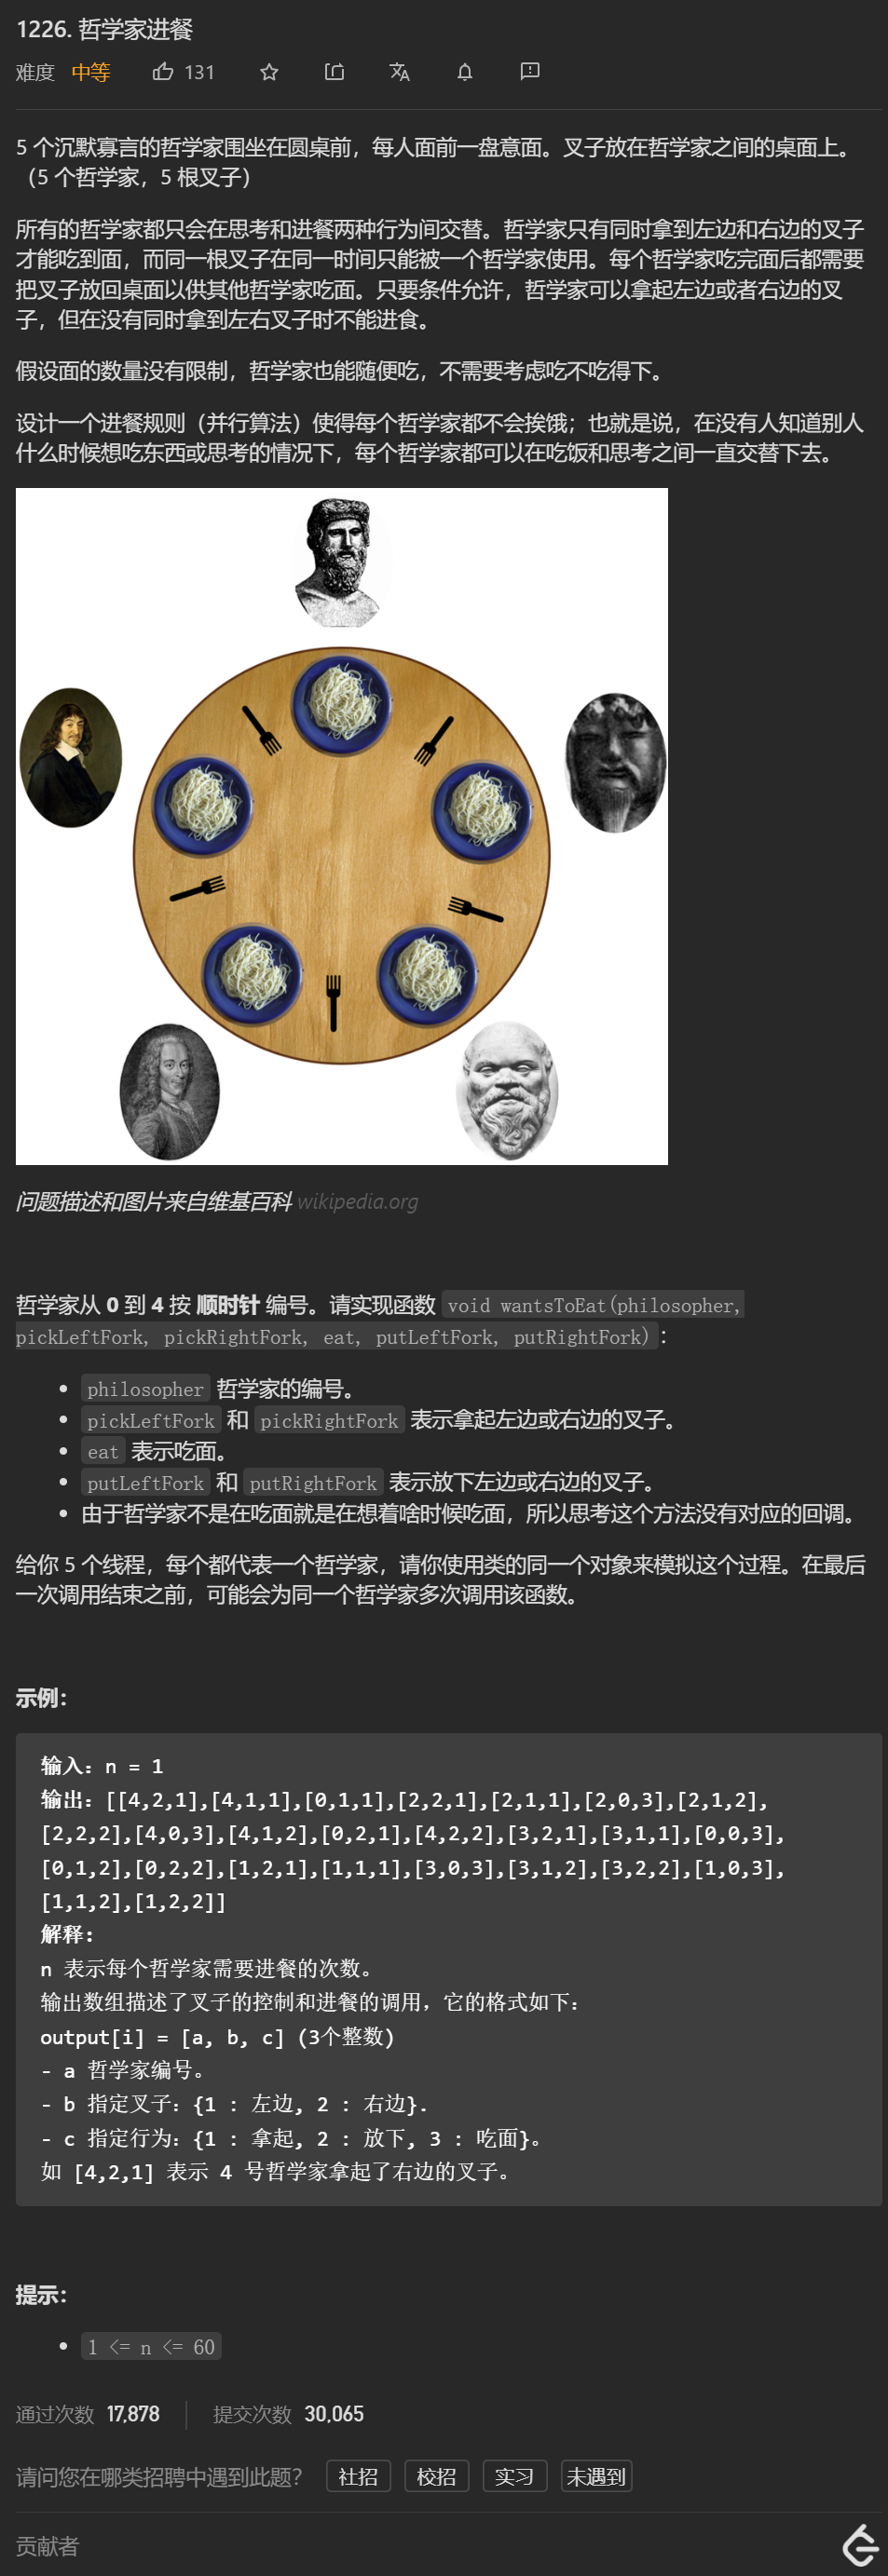 1226. 哲学家进餐
难度 中等 131
5 个沉默寡言的哲学家围坐在圆桌前，每人面前一盘意面。叉子放在哲学家之间的桌面上。
（5 个哲学家，5 根叉子）
所有的哲学家都只会在思考和进餐两种行为间交替。哲学家只有同时拿到左边和右边的叉子
才能吃到面，而同一根叉子在同一时间只能被一个哲学家使用。每个哲学家吃完面后都需要
把叉子放回桌面以供其他哲学家吃面。只要条件允许，哲学家可以拿起左边或者右边的叉
子，但在没有同时拿到左右叉子时不能进食。
假设面的数量没有限制，哲学家也能随便吃，不需要考虑吃不吃得下。
设计一个进餐规则（并行算法）使得每个哲学家都不会挨饿；也就是说，在没有人知道别人
什么时候想吃东西或思考的情况下，每个哲学家都可以在吃饭和思考之间一直交替下去。
问题描述和图片来自维基百科 wikipedia.org
哲学家从 0 到 4 按 顺时针 编号。请实现函数 void wantsToEat(philosopher,
pickLeftFork, pickRightFork, eat, putLeftFork, putRightFork)：
• philosopher 哲学家的编号。
• pickLeftFork 和 pickRightFork 表示拿起左边或右边的叉子。
• eat 表示吃面。
• putLeftFork 和 putRightFork 表示放下左边或右边的叉子。
• 由于哲学家不是在吃面就是在想着啥时候吃面，所以思考这个方法没有对应的回调。
给你 5 个线程，每个都代表一个哲学家，请你使用类的同一个对象来模拟这个过程。在最后
一次调用结束之前，可能会为同一个哲学家多次调用该函数。
示例：
输入：n = 1
输出：[[4,2,1],[4,1,1],[0,1,1],[2,2,1],[2,1,1],[2,0,3],[2,1,2],
[2,2,2],[4,0,3],[4,1,2],[0,2,1],[4,2,2],[3,2,1],[3,1,1],[0,0,3],
[0,1,2],[0,2,2],[1,2,1],[1,1,1],[3,0,3],[3,1,2],[3,2,2],[1,0,3],
[1,1,2],[1,2,2]]
解释:
n 表示每个哲学家需要进餐的次数。
输出数组描述了叉子的控制和进餐的调用，它的格式如下：
output[i] = [a, b, c] (3个整数)
- a 哲学家编号。
- b 指定叉子：{1 : 左边, 2 : 右边}.
- c 指定行为：{1 : 拿起, 2 : 放下, 3 : 吃面}。
如 [4,2,1] 表示 4 号哲学家拿起了右边的叉子。
提示：
• 1 <= n <= 60
通过次数 17,878 提交次数 30,065
请问您在哪类招聘中遇到此题？ 社招 校招 实习 未遇到
贡献者